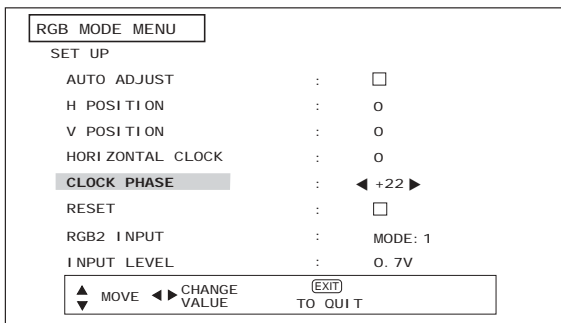 RGB MODE MENU
SET UP
AUTO ADJUST : □
H POSITION : 0
V POSITION : 0
HORIZONTAL CLOCK : 0
CLOCK PHASE : ◀ +22 ▶
RESET : □
RGB2 INPUT : MODE: 1
INPUT LEVEL : 0.7V
▲▼ MOVE ◀▶ CHANGE VALUE EXIT TO QUIT